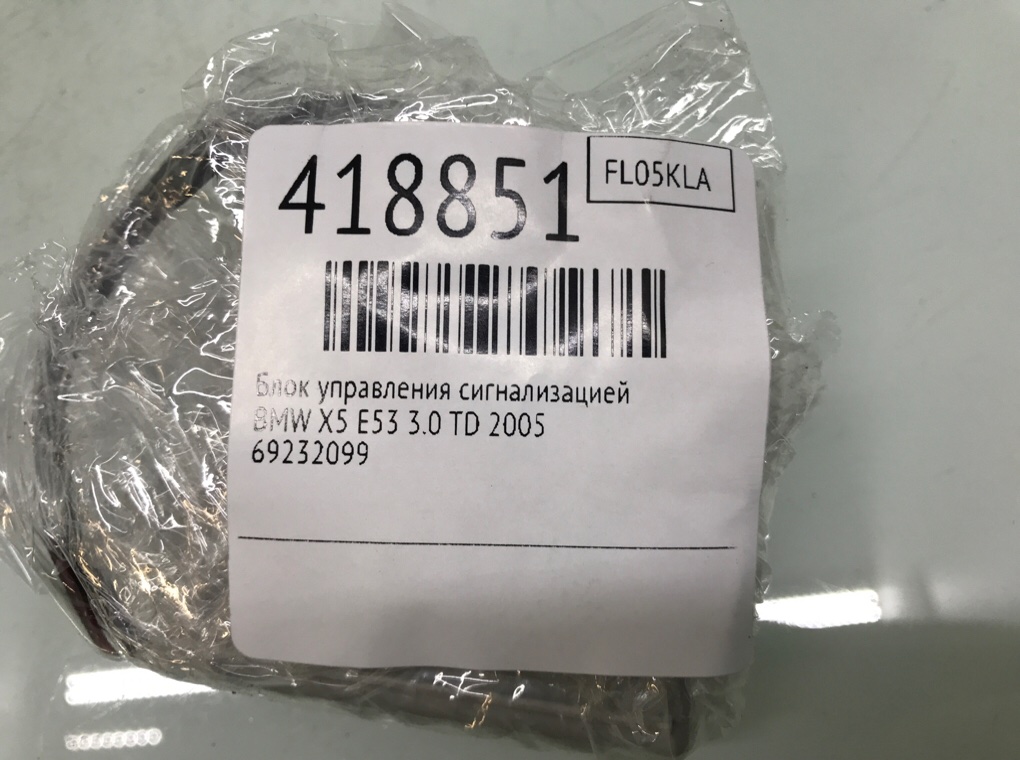 418851
FL05KLA
Блок управления сигнализацией
BMW X5 E53 3.0 TD 2005
69232099